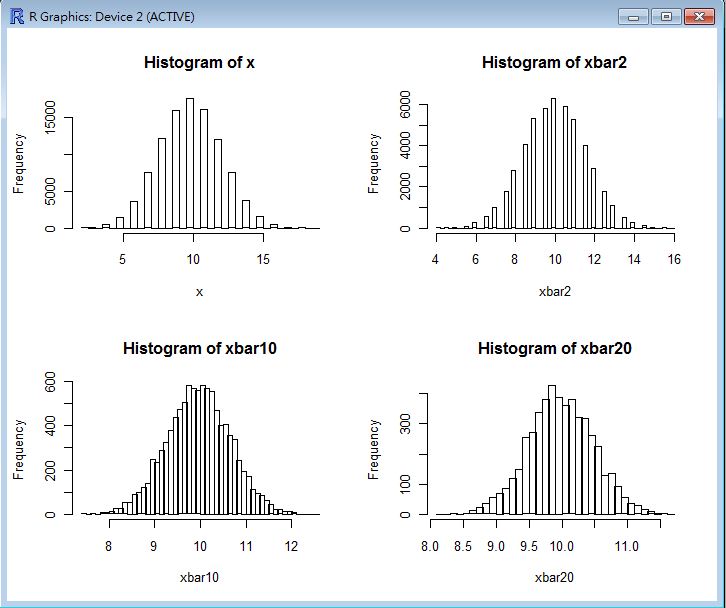 R Graphics: Device 2 (ACTIVE)
Histogram of x
Frequency
0 5000 15000
5 10 15
x
Histogram of xbar2
Frequency
0 2000 4000 6000
4 6 8 10 12 14 16
xbar2
Histogram of xbar10
Frequency
0 200 400 600
8 9 10 11 12
xbar10
Histogram of xbar20
Frequency
0 100 300
8.0 8.5 9.0 9.5 10.0 11.0
xbar20